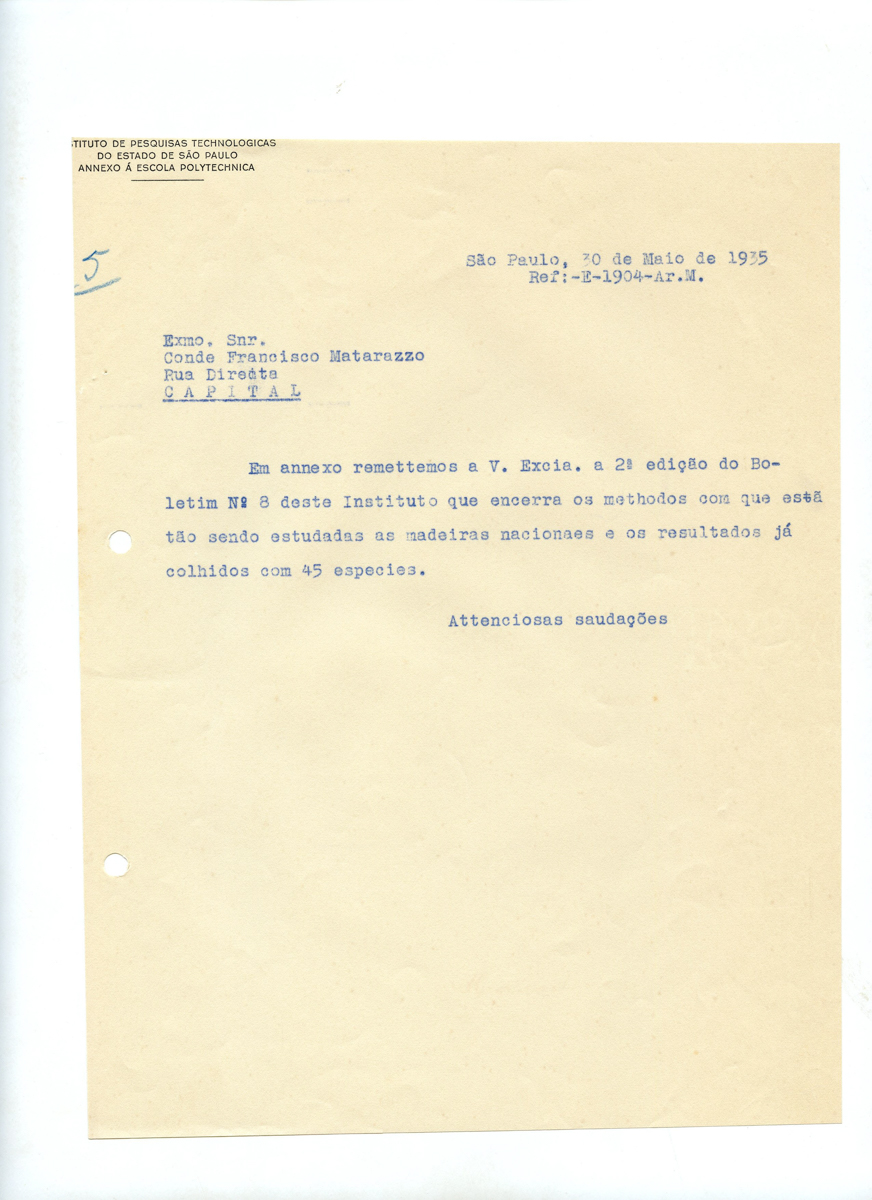 STITUTO DE PESQUISAS TECHNOLOGICAS
DO ESTADO DE SÃO PAULO
ANNEXO Á ESCOLA POLYTECHNICA
5
São Paulo, 30 de Maio de 1935
Ref:-E-1904-Ar.M.
Exmo. Snr.
Conde Francisco Matarazzo
Rua Directa
C A P I T A L
Em annexo remettemos a V. Excia. a 2ª edição do Bo-
letim Nº 8 deste Instituto que encerra os methodos com que estã
tão sendo estudadas as madeiras nacionaes e os resultados já
colhidos com 45 especies.
Attenciosas saudações